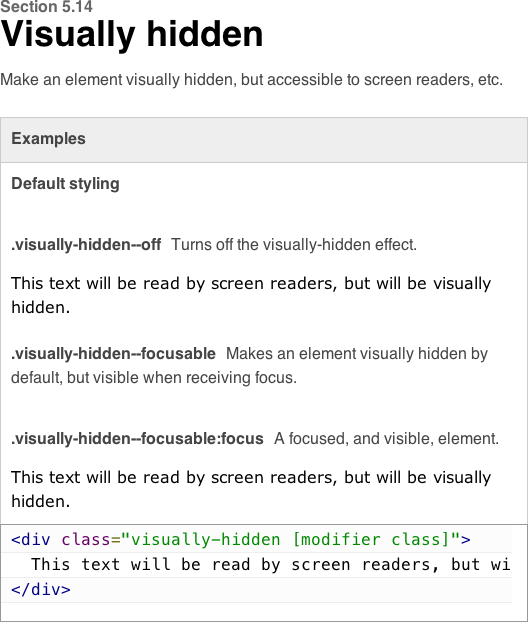 Section 5.14
Visually hidden
Make an element visually hidden, but accessible to screen readers, etc.
Examples
Default styling
.visually-hidden--off Turns off the visually-hidden effect.
This text will be read by screen readers, but will be visually
hidden.
.visually-hidden--focusable Makes an element visually hidden by
default, but visible when receiving focus.
.visually-hidden--focusable:focus A focused, and visible, element.
This text will be read by screen readers, but will be visually
hidden.
<div class="visually-hidden [modifier class]">
This text will be read by screen readers, but wi
</div>